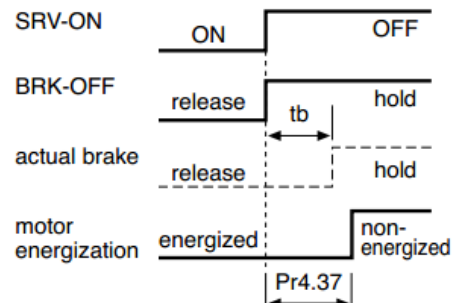 SRV-ON ON OFF
BRK-OFF release hold
tb
actual brake release hold
motor
energization energized non-
energized
Pr4.37